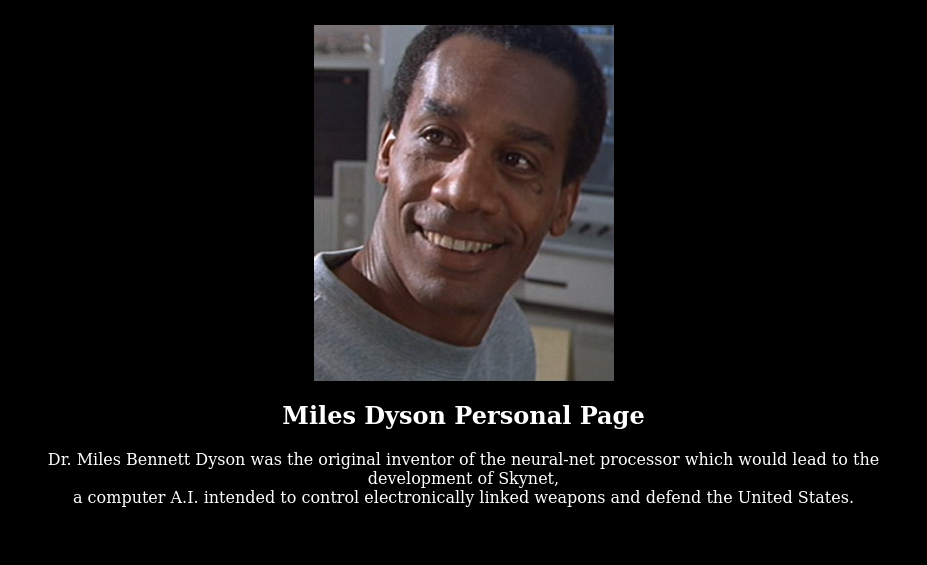 Miles Dyson Personal Page
Dr. Miles Bennett Dyson was the original inventor of the neural-net processor which would lead to the
development of Skynet,
a computer A.I. intended to control electronically linked weapons and defend the United States.